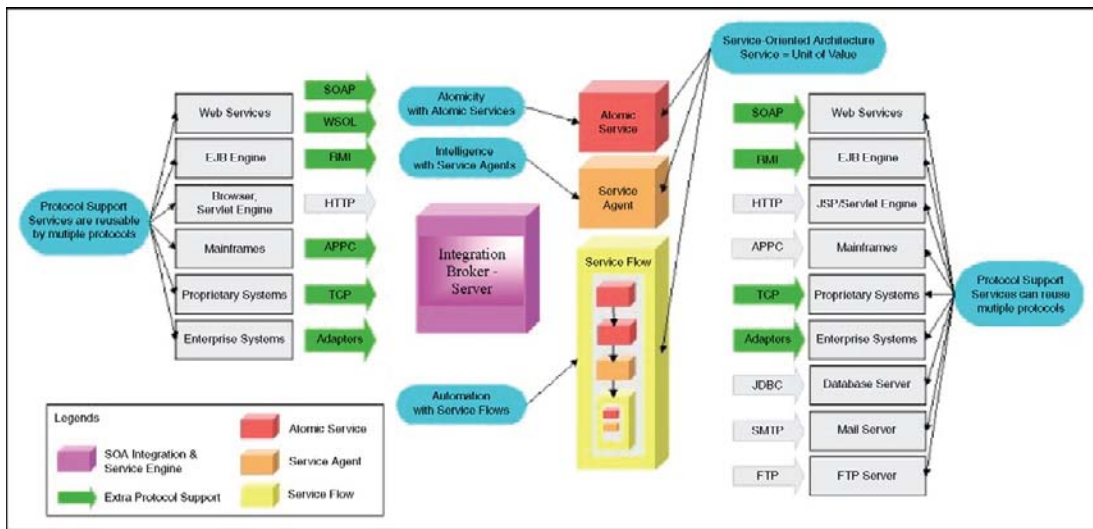 Service-Oriented Architecture
Service = Unit of Value
Protocol Support
Services are reusable
by mutiple protocols
Web Services
EJB Engine
Browser,
Servlet Engine
Mainframes
Proprietary Systems
Enterprise Systems
SOAP
WSOL
RMI
HTTP
APPC
TCP
Adapters
Atomicity
with Atomic Services
Intelligence
with Service Agents
Integration
Broker -
Server
Automation
with Service Flows
Atomic
Service
Service
Agent
Service Flow
SOAP
RMI
HTTP
APPC
TCP
Adapters
JDBC
SMTP
FTP
Web Services
EJB Engine
JSP/Servlet Engine
Mainframes
Proprietary Systems
Enterprise Systems
Database Server
Mail Server
FTP Server
Protocol Support
Services can reuse
mutiple protocols
Legends
SOA Integration &
Service Engine
Extra Protocol Support
Atomic Service
Service Agent
Service Flow